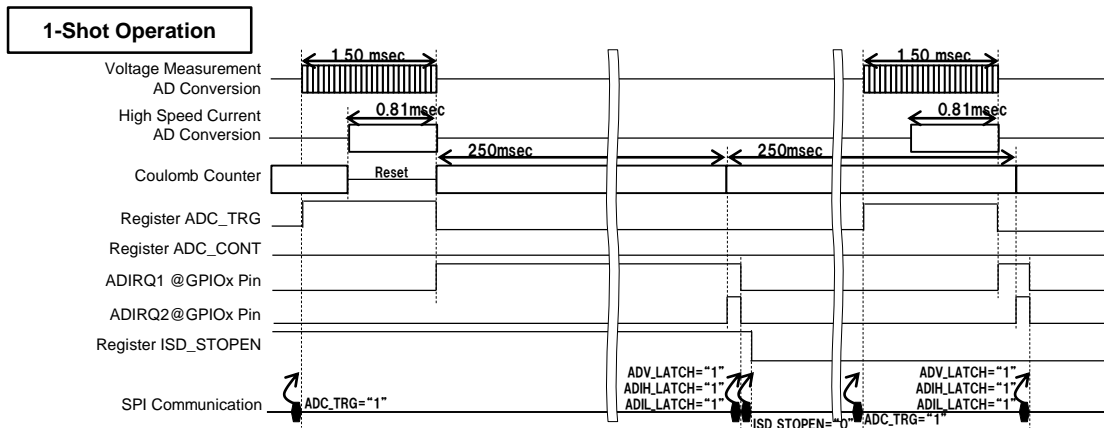 1-Shot Operation
1.50 msec
1.50 msec
Voltage Measurement
AD Conversion
High Speed Current
AD Conversion
0.81msec
0.81msec
250msec
250msec
Coulomb Counter
Reset
Register ADC_TRG
Register ADC_CONT
ADIRQ1 @GPIOx Pin
ADIRQ2@GPIOx Pin
Register ISD_STOPEN
ADV_LATCH="1"
ADIH_LATCH="1"
ADIL_LATCH="1"
ADV_LATCH="1"
ADIH_LATCH="1"
ADIL_LATCH="1"
SPI Communication
ADC_TRG="1"
ISD_STOPEN="0"
ADC_TRG="1"